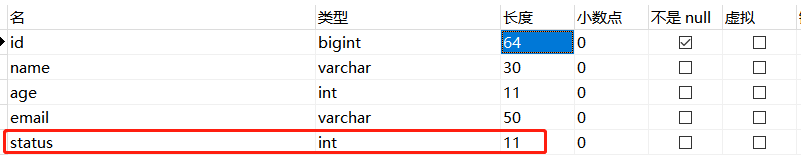 名 类型 长度 小数点 不是 null 虚拟
id bigint 64 0
name varchar 30 0
age int 11 0
email varchar 50 0
status int 11 0